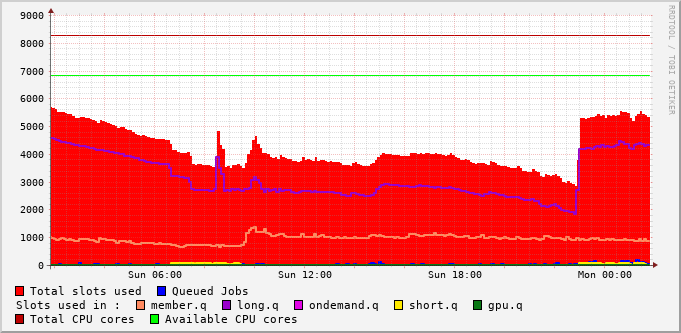 9000
8000
7000
6000
5000
4000
3000
2000
1000
0
Sun 06:00 Sun 12:00 Sun 18:00 Mon 00:00
RRDTOOL / TOBI OETIKER
Total slots used Queued Jobs
Slots used in : member.q long.q ondemand.q short.q gpu.q
Total CPU cores Available CPU cores